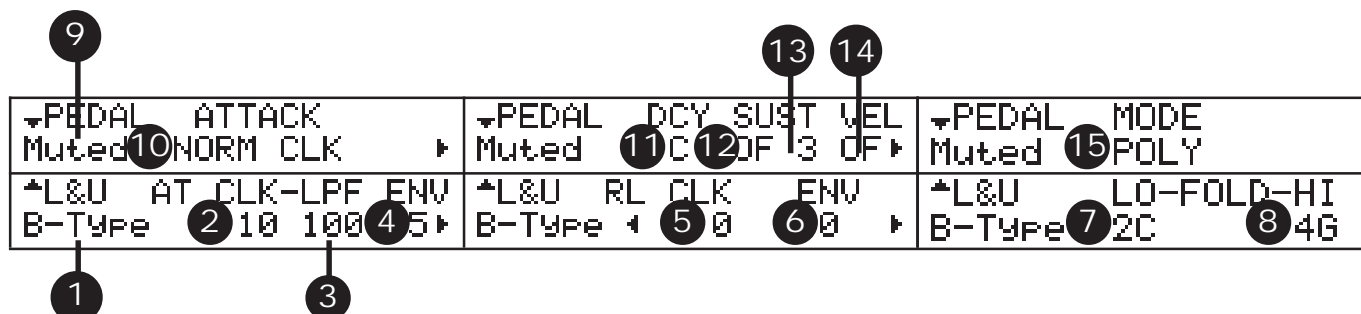 9 13 14
PEDAL ATTACK
Muted 10 NORM CLK
PEDAL DCY SUST VEL
Muted 11 C 12 OF 3 OF
PEDAL MODE
Muted 15 POLY
L&U AT CLK-LPF ENV
B-Type 2 10 100 4 5
L&U RL CLK ENV
B-Type 5 0 6 0
L&U LO-FOLD-HI
B-Type 7 2C 8 4G
1 3